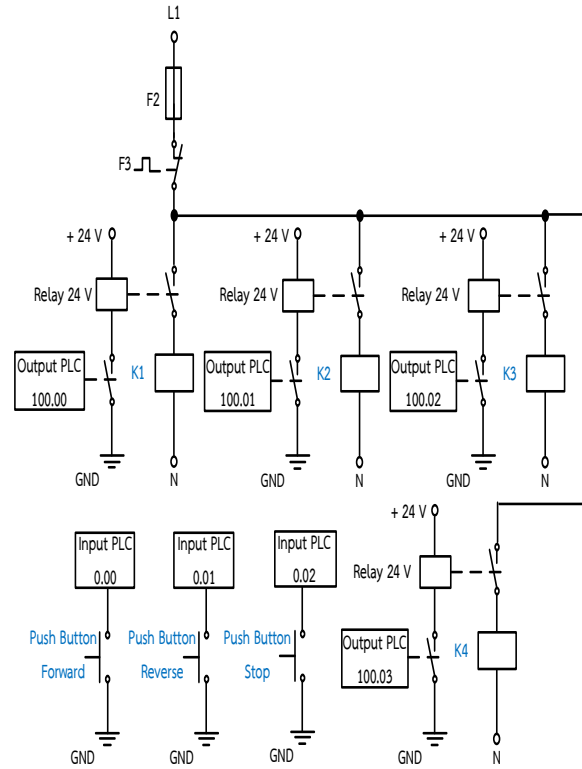 L1
F2
F3
+ 24 V
+ 24 V
+ 24 V
Relay 24 V
Relay 24 V
Relay 24 V
Output PLC
100.00
K1
Output PLC
100.01
K2
Output PLC
100.02
K3
GND
N
GND
N
GND
N
Input PLC
0.00
Input PLC
0.01
Input PLC
0.02
+ 24 V
Relay 24 V
Push Button
Forward
Push Button
Reverse
Push Button
Stop
Output PLC
100.03
K4
GND
GND
GND
GND
N